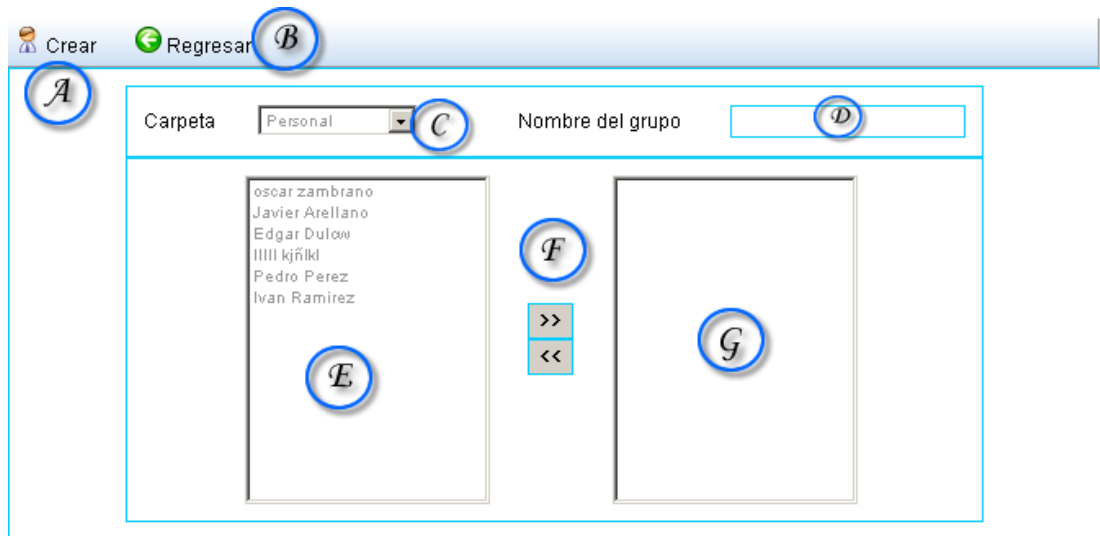 Crear Regresar B
A
Carpeta Personal C Nombre del grupo D
oscar zambrano
Javier Arellano
Edgar Dulow
lllll kjñlkl
Pedro Perez
Ivan Ramirez
E
F
>>
<<
G